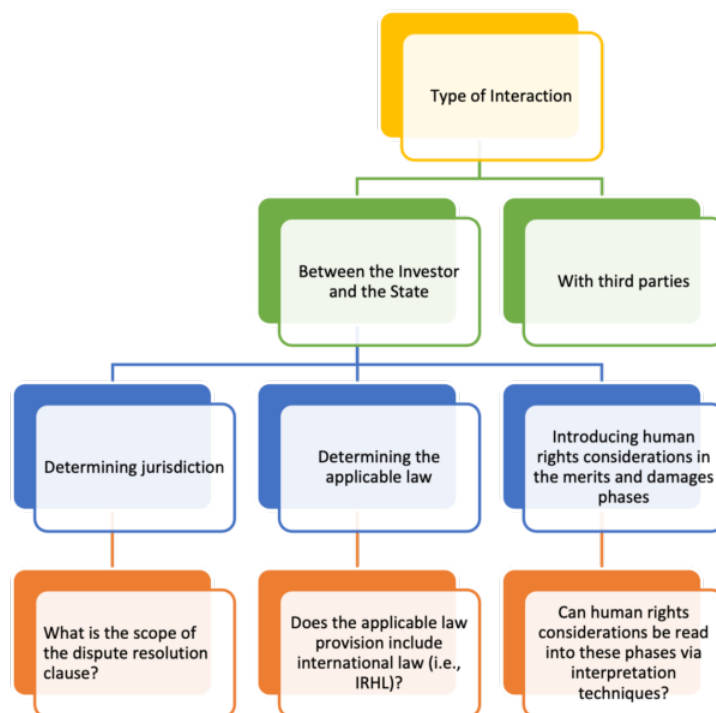 Type of Interaction
Between the Investor
and the State
With third parties
Determining jurisdiction
Determining the
applicable law
Introducing human
rights considerations in
the merits and damages
phases
What is the scope of
the dispute resolution
clause?
Does the applicable law
provision include
international law (i.e.,
IRHL)?
Can human rights
considerations be read
into these phases via
interpretation
techniques?